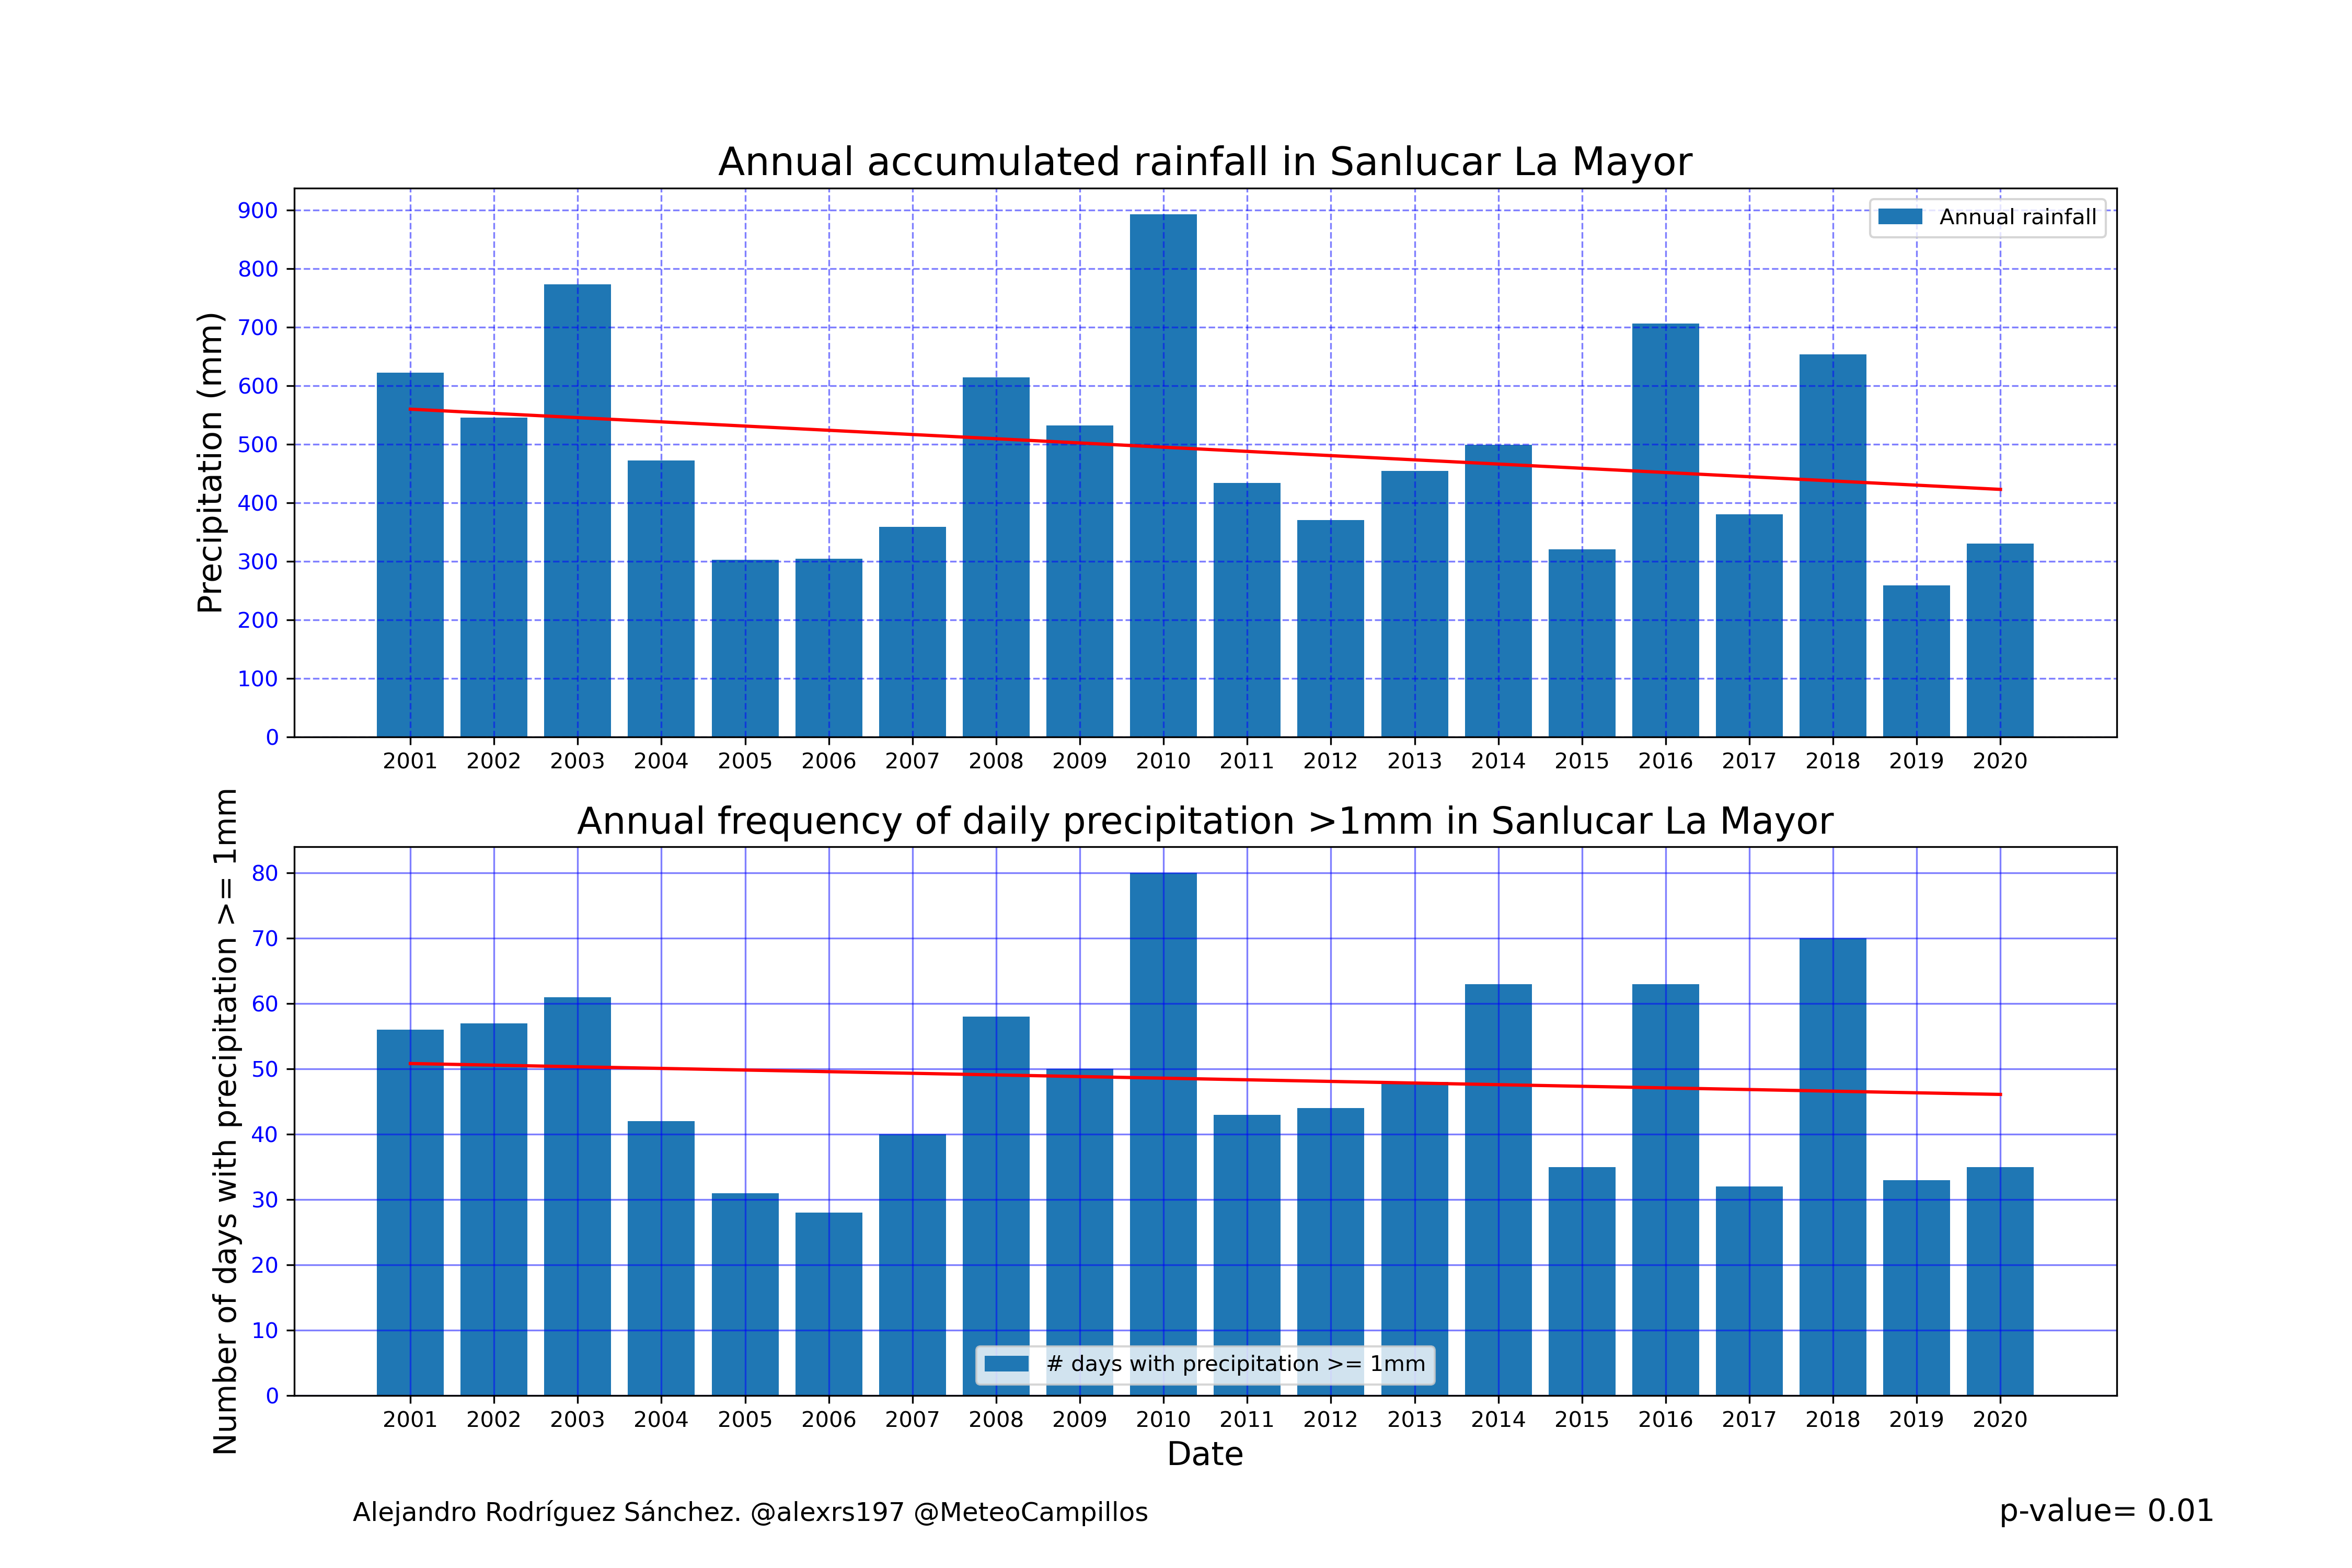 Annual accumulated rainfall in Sanlucar La Mayor
Precipitation (mm)
900
800
700
600
500
400
300
200
100
0
Annual rainfall
2001 2002 2003 2004 2005 2006 2007 2008 2009 2010 2011 2012 2013 2014 2015 2016 2017 2018 2019 2020
Annual frequency of daily precipitation >1mm in Sanlucar La Mayor
Number of days with precipitation >= 1mm
80
70
60
50
40
30
20
10
0
# days with precipitation >= 1mm
2001 2002 2003 2004 2005 2006 2007 2008 2009 2010 2011 2012 2013 2014 2015 2016 2017 2018 2019 2020
Date
Alejandro Rodríguez Sánchez. @alexrs197 @MeteoCampillos
p-value= 0.01